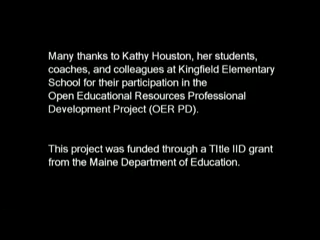 Many thanks to Kathy Houston, her students,
coaches, and colleagues at Kingfield Elementary
School for their participation in the
Open Educational Resources Professional
Development Project (OER PD).
This project was funded through a TItle IID grant
from the Maine Department of Education.